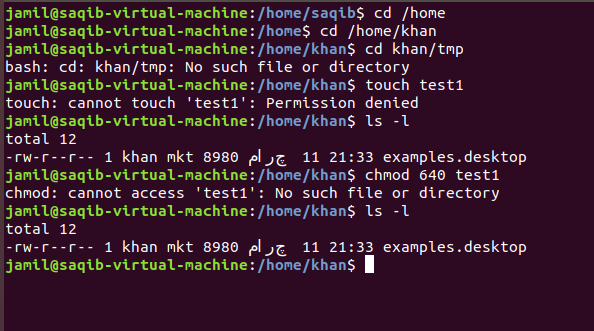 jamil@saqib-virtual-machine:/home/saqib$ cd /home
jamil@saqib-virtual-machine:/home$ cd /home/khan
jamil@saqib-virtual-machine:/home/khan$ cd khan/tmp
bash: cd: khan/tmp: No such file or directory
jamil@saqib-virtual-machine:/home/khan$ touch test1
touch: cannot touch 'test1': Permission denied
jamil@saqib-virtual-machine:/home/khan$ ls -l
total 12
-rw-r--r-- 1 khan mkt 8980 چرام 11 21:33 examples.desktop
jamil@saqib-virtual-machine:/home/khan$ chmod 640 test1
chmod: cannot access 'test1': No such file or directory
jamil@saqib-virtual-machine:/home/khan$ ls -l
total 12
-rw-r--r-- 1 khan mkt 8980 چرام 11 21:33 examples.desktop
jamil@saqib-virtual-machine:/home/khan$